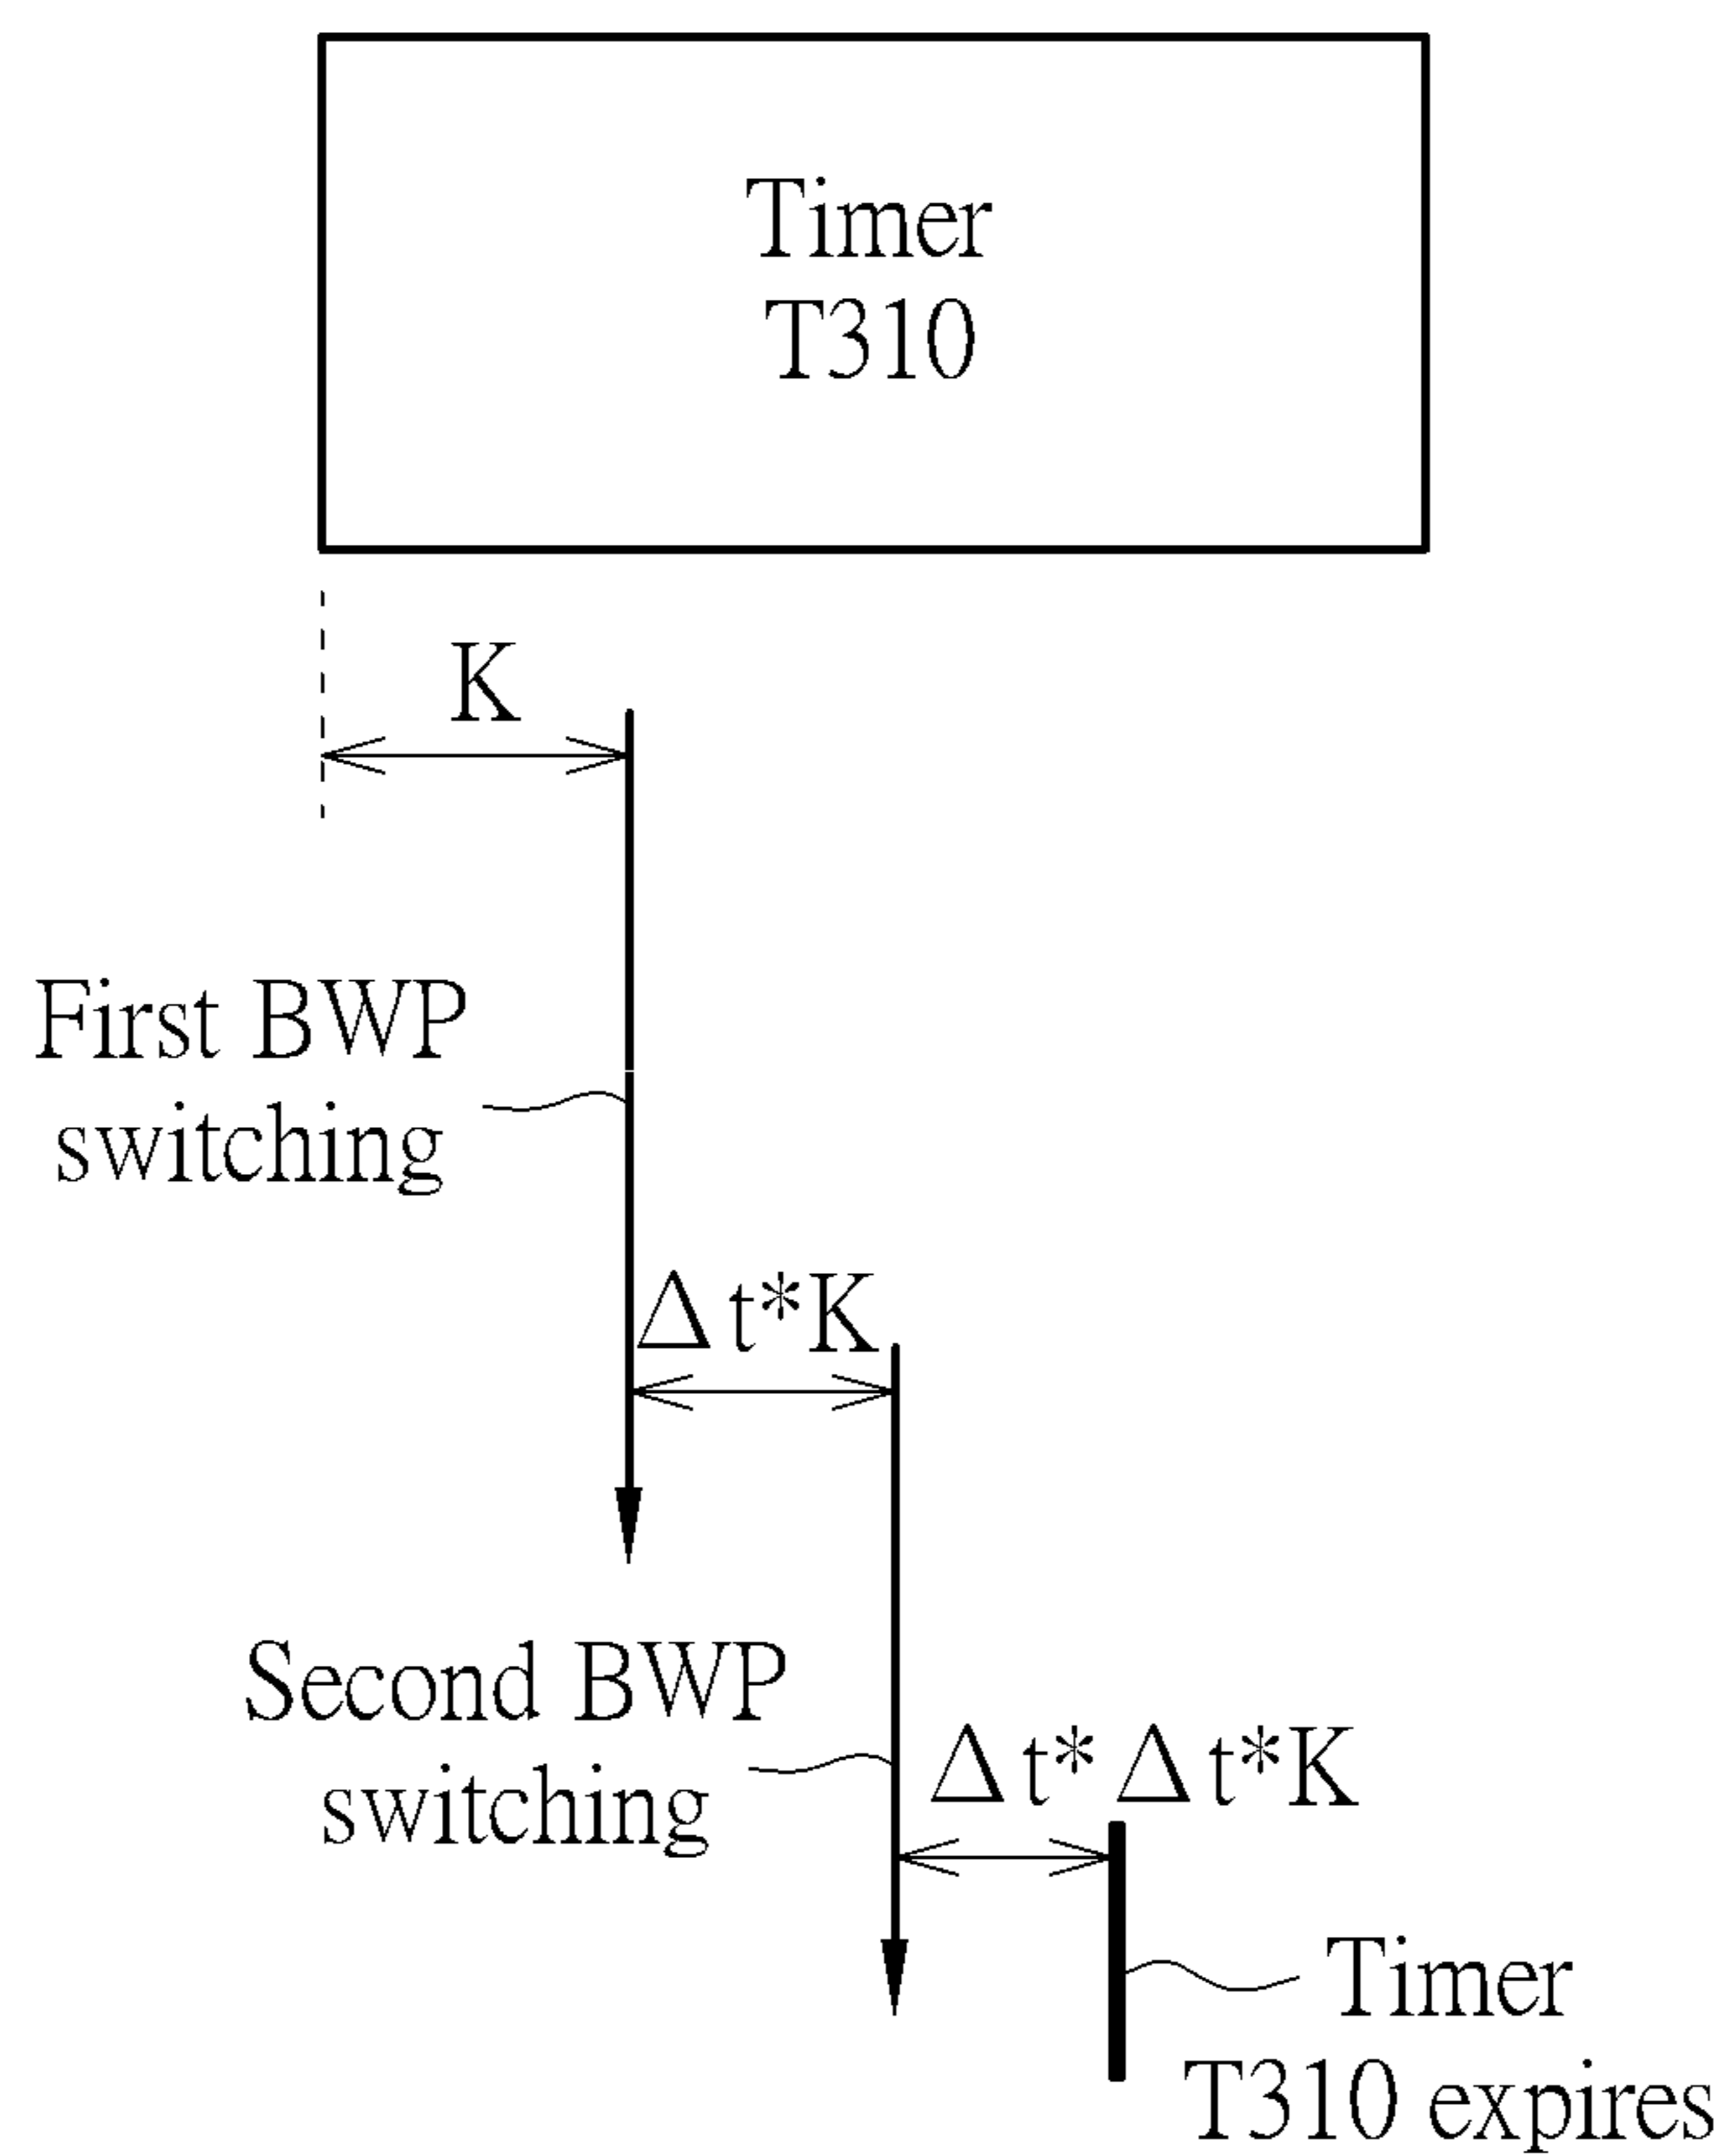 Timer
T310
K
First BWP
switching
Δt*K
Second BWP
switching
Δt*Δt*K
Timer
T310 expires